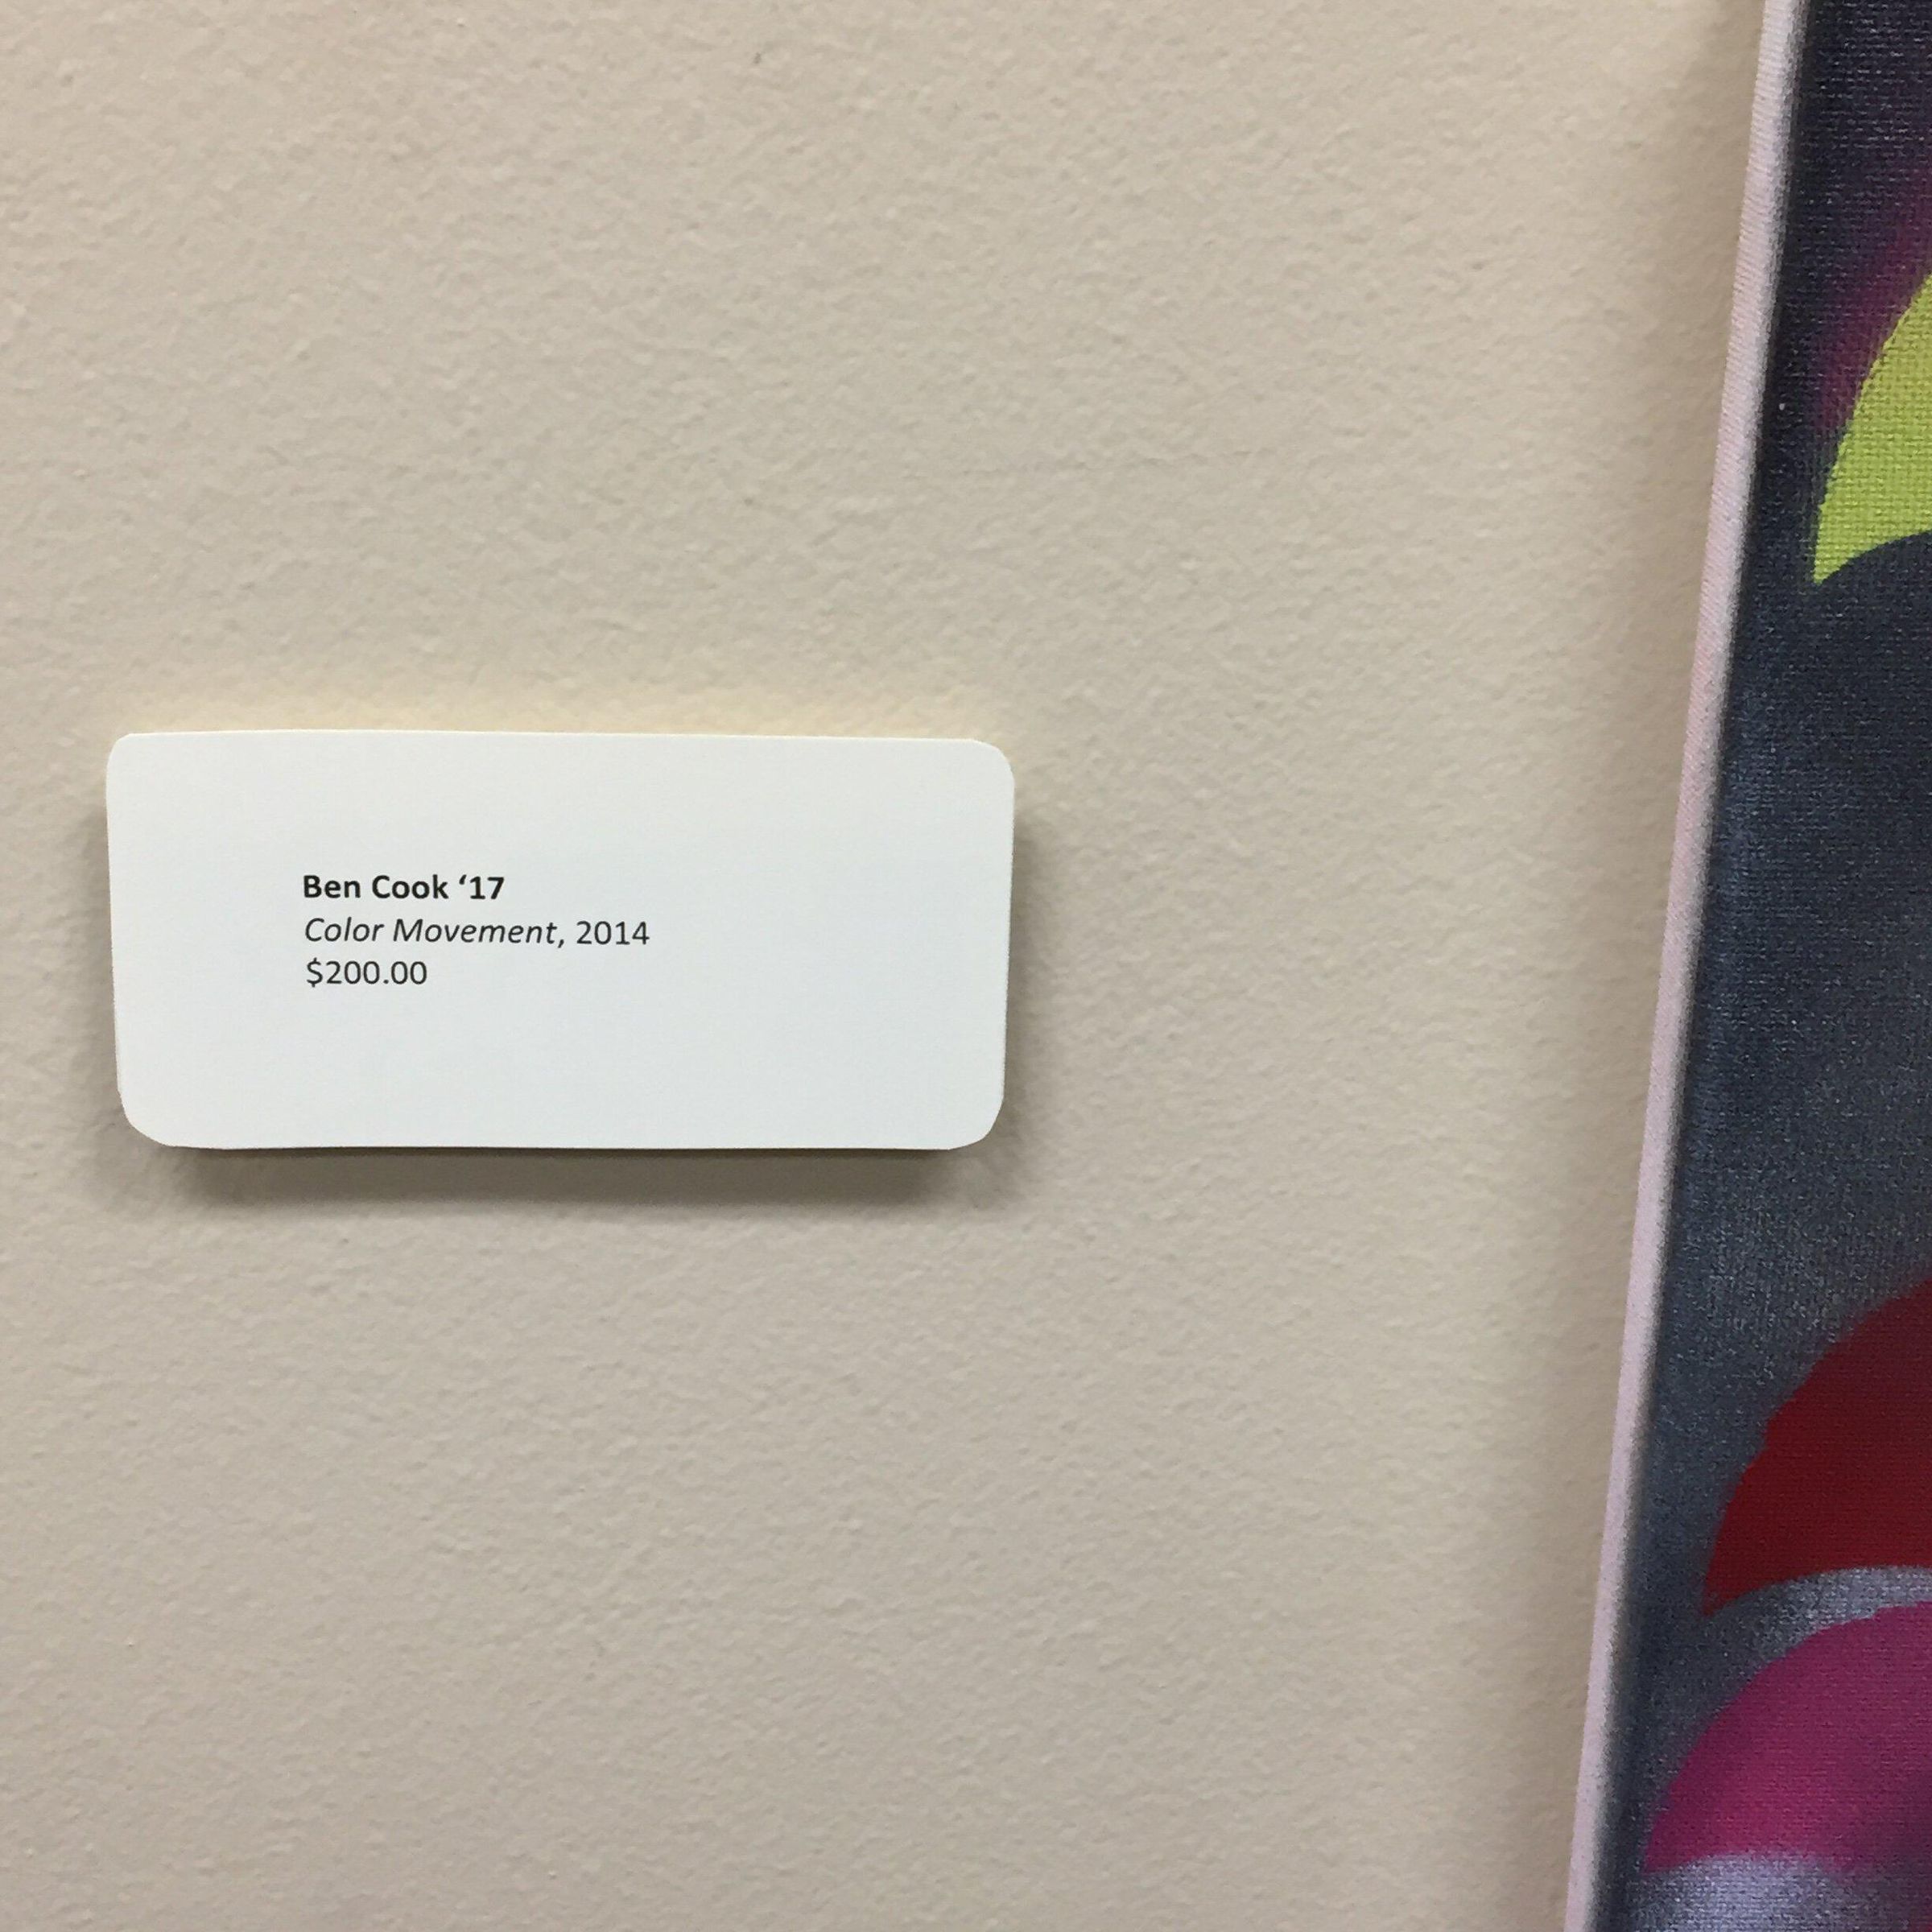 Ben Cook ‘17
Color Movement, 2014
$200.00